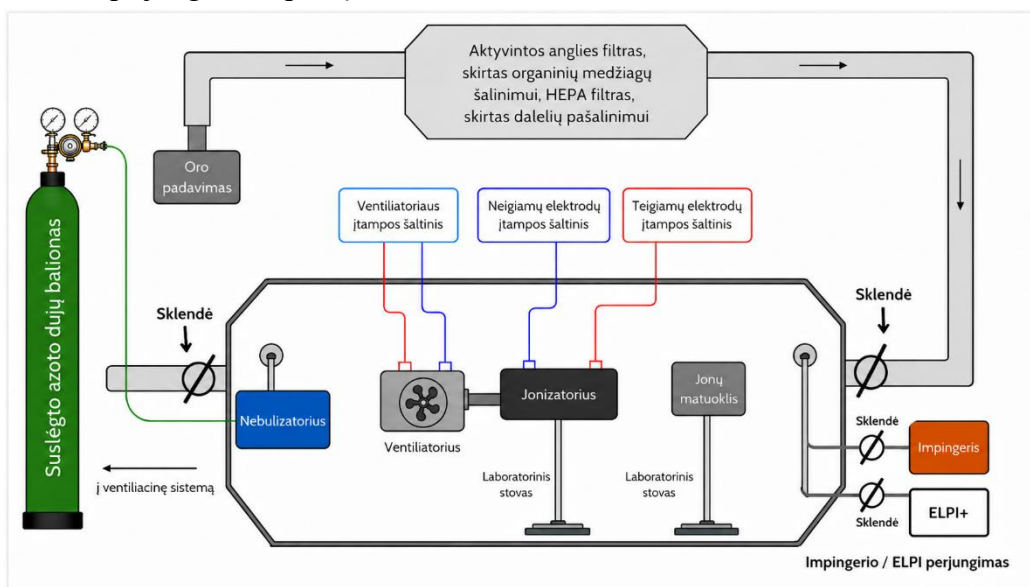 Aktyvintos anglies filtras,
skirtas organinių medžiagų
šalinimui, HEPA filtras,
skirtas dalelių pašalinimui
Oro
padavimas
Suslėgto azoto dujų balionas
Ventiliatoriaus
įtampos šaltinis
Neigiamų elektrodų
įtampos šaltinis
Teigiamų elektrodų
įtampos šaltinis
Sklendė
Sklendė
Nebulizatorius
Ventiliatorius
Jonizatorius
Jonų
matuoklis
Sklendė
Impingeris
į ventiliacinę sistemą
Laboratorinis
stovas
Laboratorinis
stovas
ELPI+
Sklendė
Impingerio / ELPI perjungimas